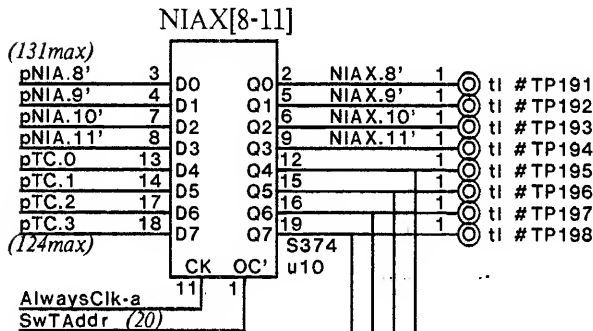 NIAX[8-11]
(131max)
pNIA.8' 3 D0 Q0 2 NIAX.8' 1 tl #TP191
pNIA.9' 4 D1 Q1 5 NIAX.9' 1 tl #TP192
pNIA.10' 7 D2 Q2 6 NIAX.10' 1 tl #TP193
pNIA.11' 8 D3 Q3 9 NIAX.11' 1 tl #TP194
pTC.0 13 D4 Q4 12 1 tl #TP195
pTC.1 14 D5 Q5 15 1 tl #TP196
pTC.2 17 D6 Q6 16 1 tl #TP197
pTC.3 18 D7 Q7 19 1 tl #TP198
(124max) S374
CK OC' u10
AlwaysClk-a 11 1
SwTAddr (20)